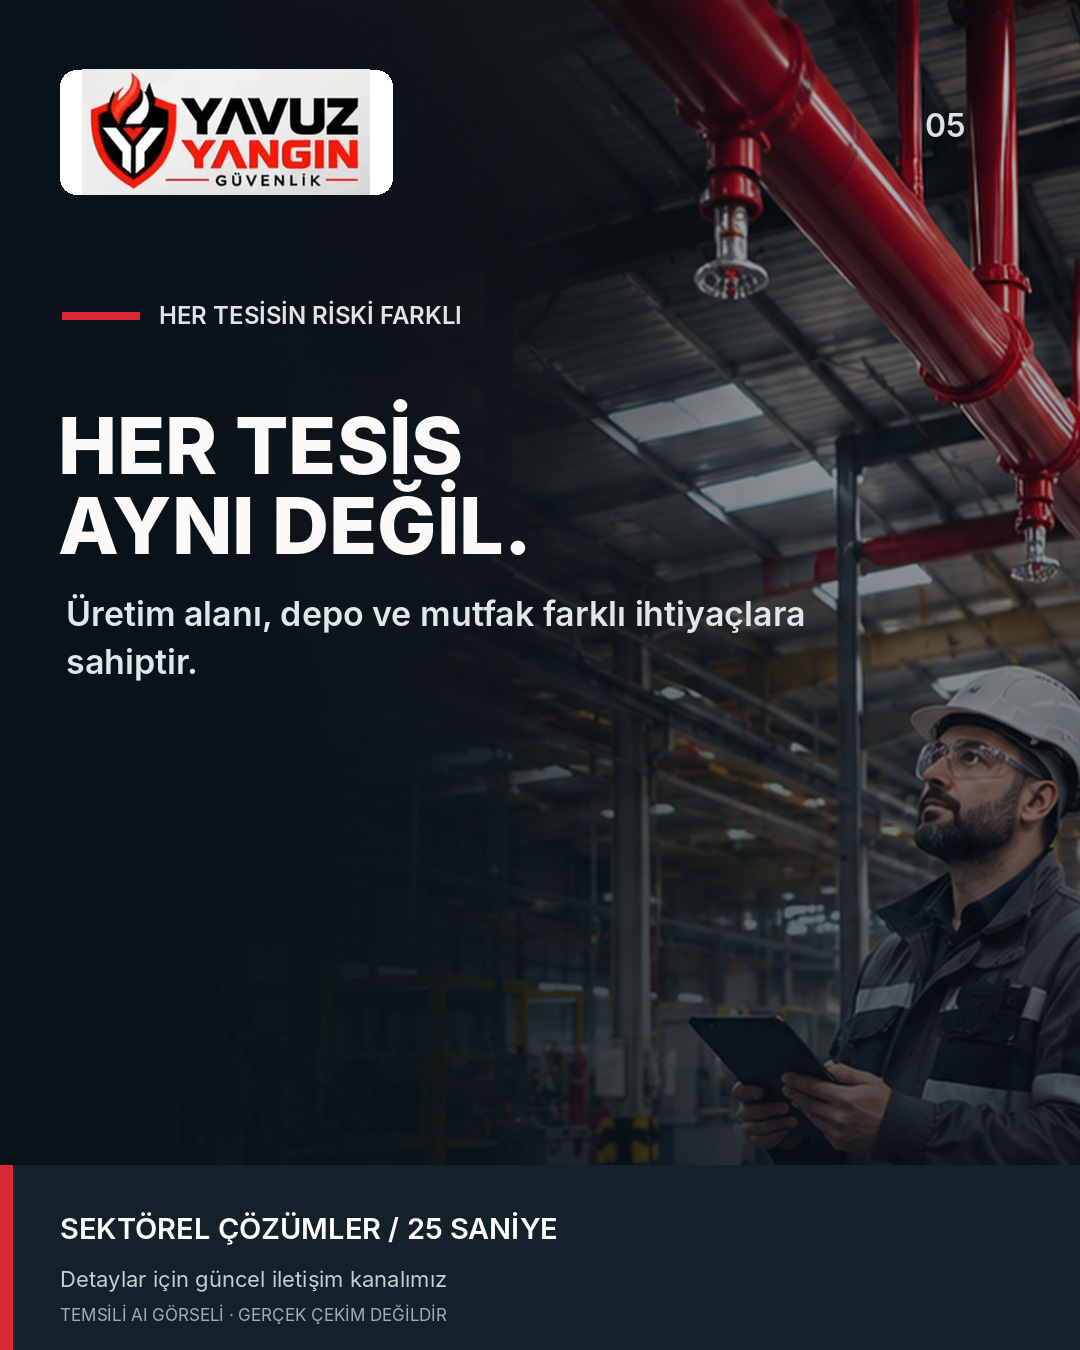 YAVUZ
YANGIN
GÜVENLİK
05
HER TESİSİN RİSKİ FARKLI
HER TESİS
AYNI DEĞİL.
Üretim alanı, depo ve mutfak farklı ihtiyaçlara
sahiptir.
SEKTÖREL ÇÖZÜMLER / 25 SANİYE
Detaylar için güncel iletişim kanalımız
TEMSİLİ AI GÖRSELİ · GERÇEK ÇEKİM DEĞİLDİR